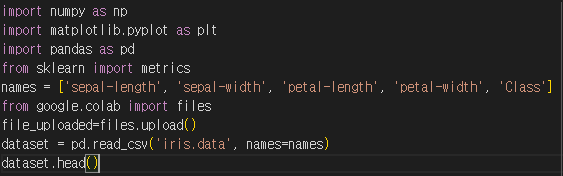 import numpy as np
import matplotlib.pyplot as plt
import pandas as pd
from sklearn import metrics
names = ['sepal-length', 'sepal-width', 'petal-length', 'petal-width', 'Class']
from google.colab import files
file_uploaded=files.upload()
dataset = pd.read_csv('iris.data', names=names)
dataset.head()